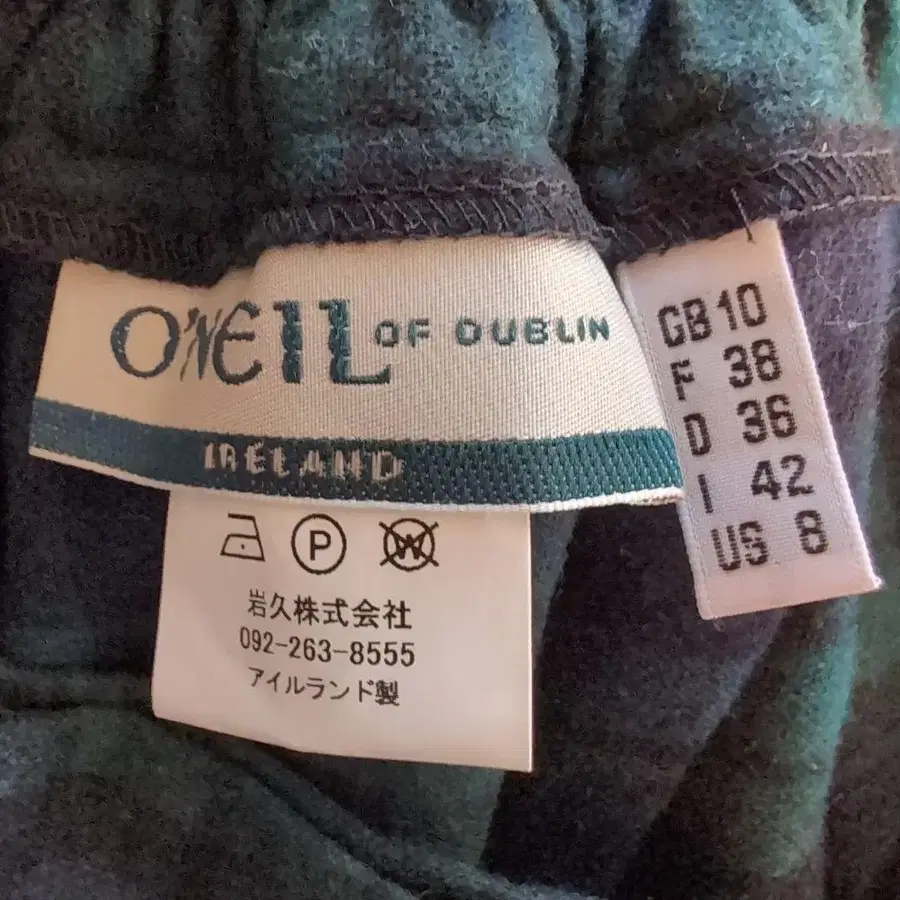 O'NEIL OF DUBLIN
IRELAND
GB 10
F 38
D 36
I 42
US 8
P W
岩久株式会社
092-263-8555
アイルランド製